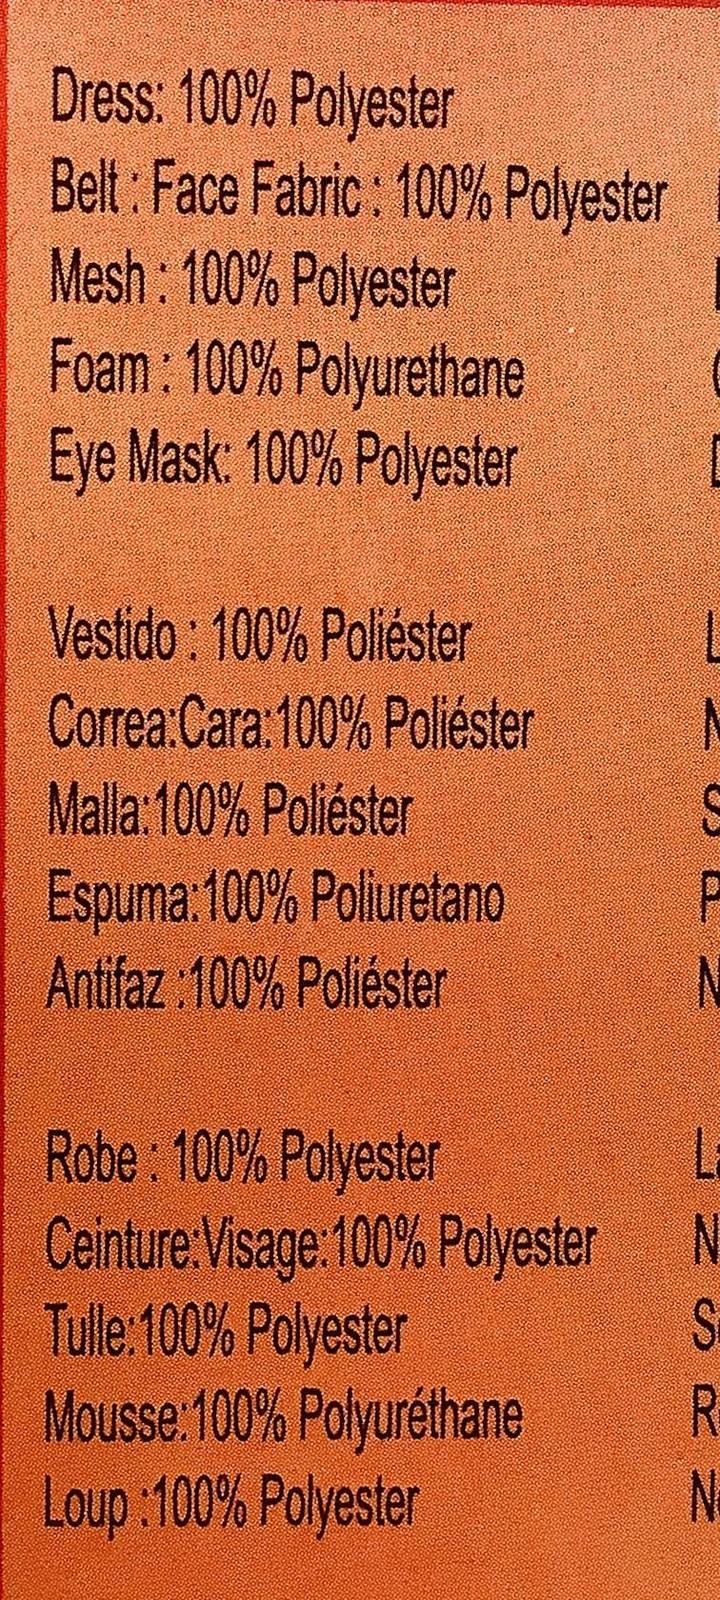 Dress: 100% Polyester
Belt : Face Fabric : 100% Polyester
Mesh : 100% Polyester
Foam : 100% Polyurethane
Eye Mask: 100% Polyester
Vestido : 100% Poliéster
Correa:Cara:100% Poliéster
Malla:100% Poliéster
Espuma:100% Poliuretano
Antifaz :100% Poliéster
Robe : 100% Polyester
Ceinture:Visage:100% Polyester
Tulle:100% Polyester
Mousse:100% Polyuréthane
Loup :100% Polyester